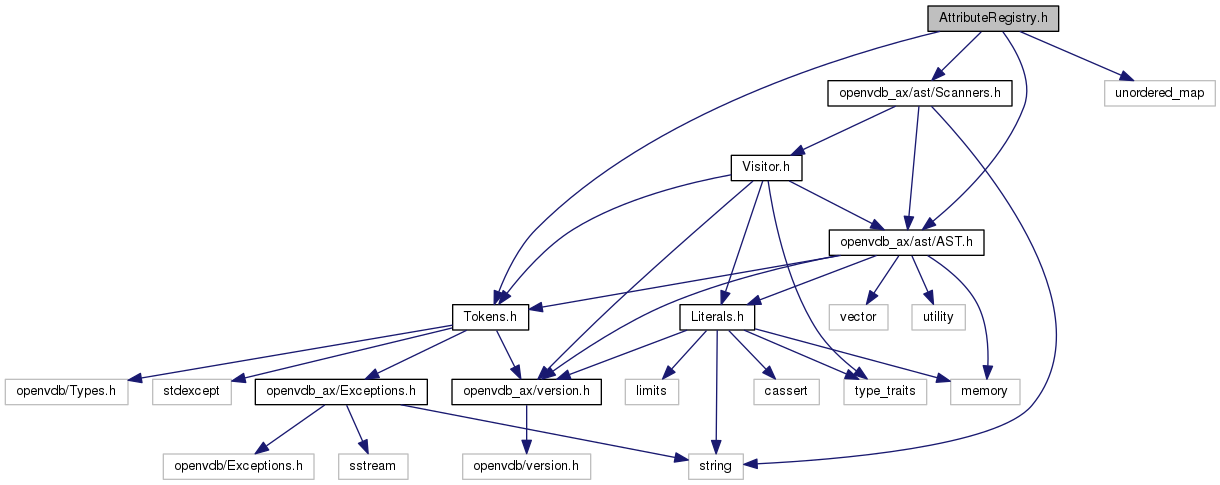 AttributeRegistry.h
openvdb_ax/ast/Scanners.h
unordered_map
Visitor.h
openvdb_ax/ast/AST.h
Tokens.h
Literals.h
vector
utility
openvdb/Types.h
stdexcept
openvdb_ax/Exceptions.h
openvdb_ax/version.h
limits
cassert
type_traits
memory
openvdb/Exceptions.h
sstream
openvdb/version.h
string